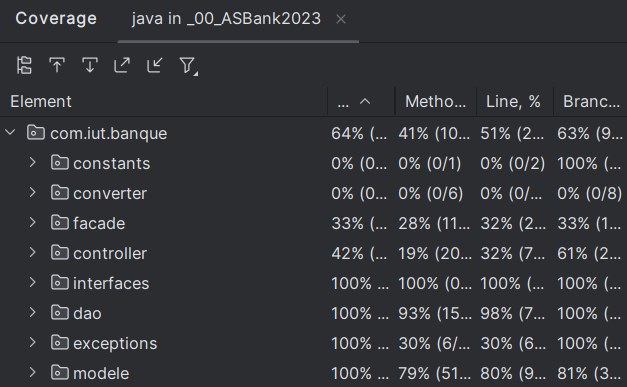 Coverage java in _00_ASBank2023
Element ... Metho... Line, % Branc...
com.iut.banque 64% (... 41% (10... 51% (2... 63% (9...
constants 0% (0... 0% (0/1) 0% (0/2) 100% (...
converter 0% (0... 0% (0/6) 0% (0/... 0% (0/8)
facade 33% (... 28% (11... 32% (2... 33% (1...
controller 42% (... 19% (20... 32% (7... 61% (2...
interfaces 100% ... 100% (0... 100% (... 100% (...
dao 100% ... 93% (15... 98% (7... 100% (...
exceptions 100% ... 30% (6/... 30% (6... 100% (...
modele 100% ... 79% (51... 80% (9... 81% (3...